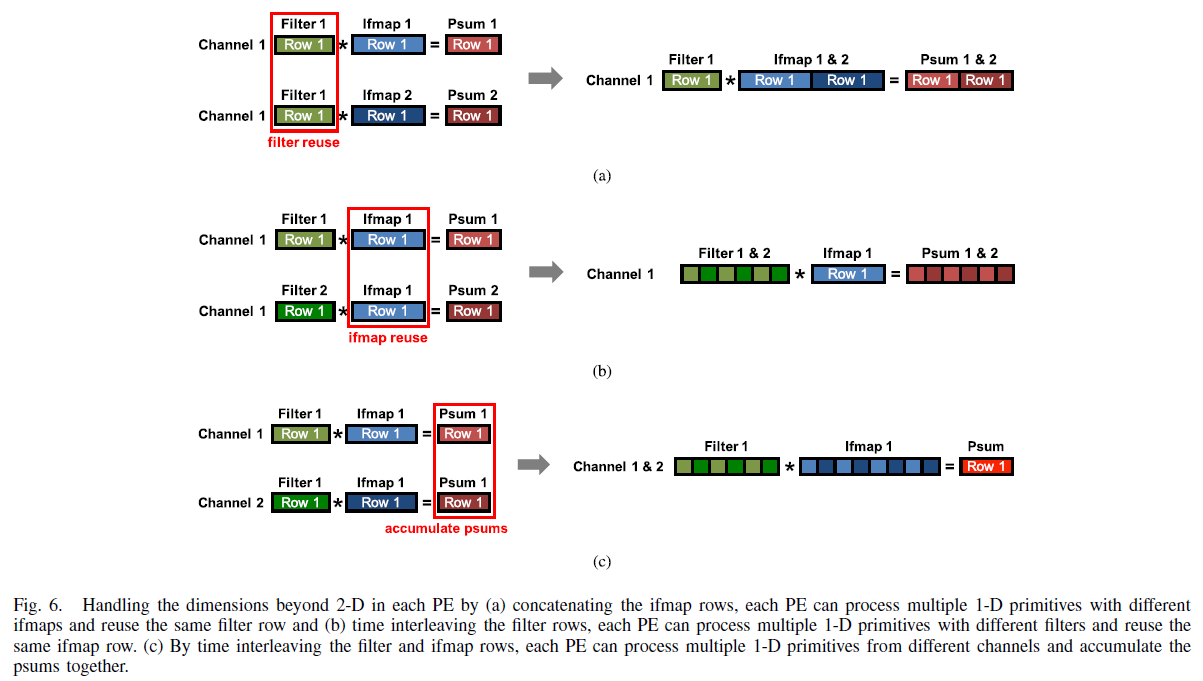 Filter 1 Ifmap 1 Psum 1
Channel 1 Row 1 * Row 1 = Row 1
Filter 1 Ifmap 2 Psum 2
Channel 1 Row 1 * Row 1 = Row 1
filter reuse
Filter 1 Ifmap 1 & 2 Psum 1 & 2
Channel 1 Row 1 * Row 1 Row 1 = Row 1 Row 1
(a)
Filter 1 Ifmap 1 Psum 1
Channel 1 Row 1 * Row 1 = Row 1
Filter 2 Ifmap 1 Psum 2
Channel 1 Row 1 * Row 1 = Row 1
ifmap reuse
Filter 1 & 2 Ifmap 1 Psum 1 & 2
Channel 1 * Row 1 =
(b)
Filter 1 Ifmap 1 Psum 1
Channel 1 Row 1 * Row 1 = Row 1
Filter 1 Ifmap 1 Psum 1
Channel 2 Row 1 * Row 1 = Row 1
accumulate psums
Filter 1 Ifmap 1 Psum
Channel 1 & 2 * = Row 1
(c)
Fig. 6. Handling the dimensions beyond 2-D in each PE by (a) concatenating the ifmap rows, each PE can process multiple 1-D primitives with different
ifmaps and reuse the same filter row and (b) time interleaving the filter rows, each PE can process multiple 1-D primitives with different filters and reuse the
same ifmap row. (c) By time interleaving the filter and ifmap rows, each PE can process multiple 1-D primitives from different channels and accumulate the
psums together.